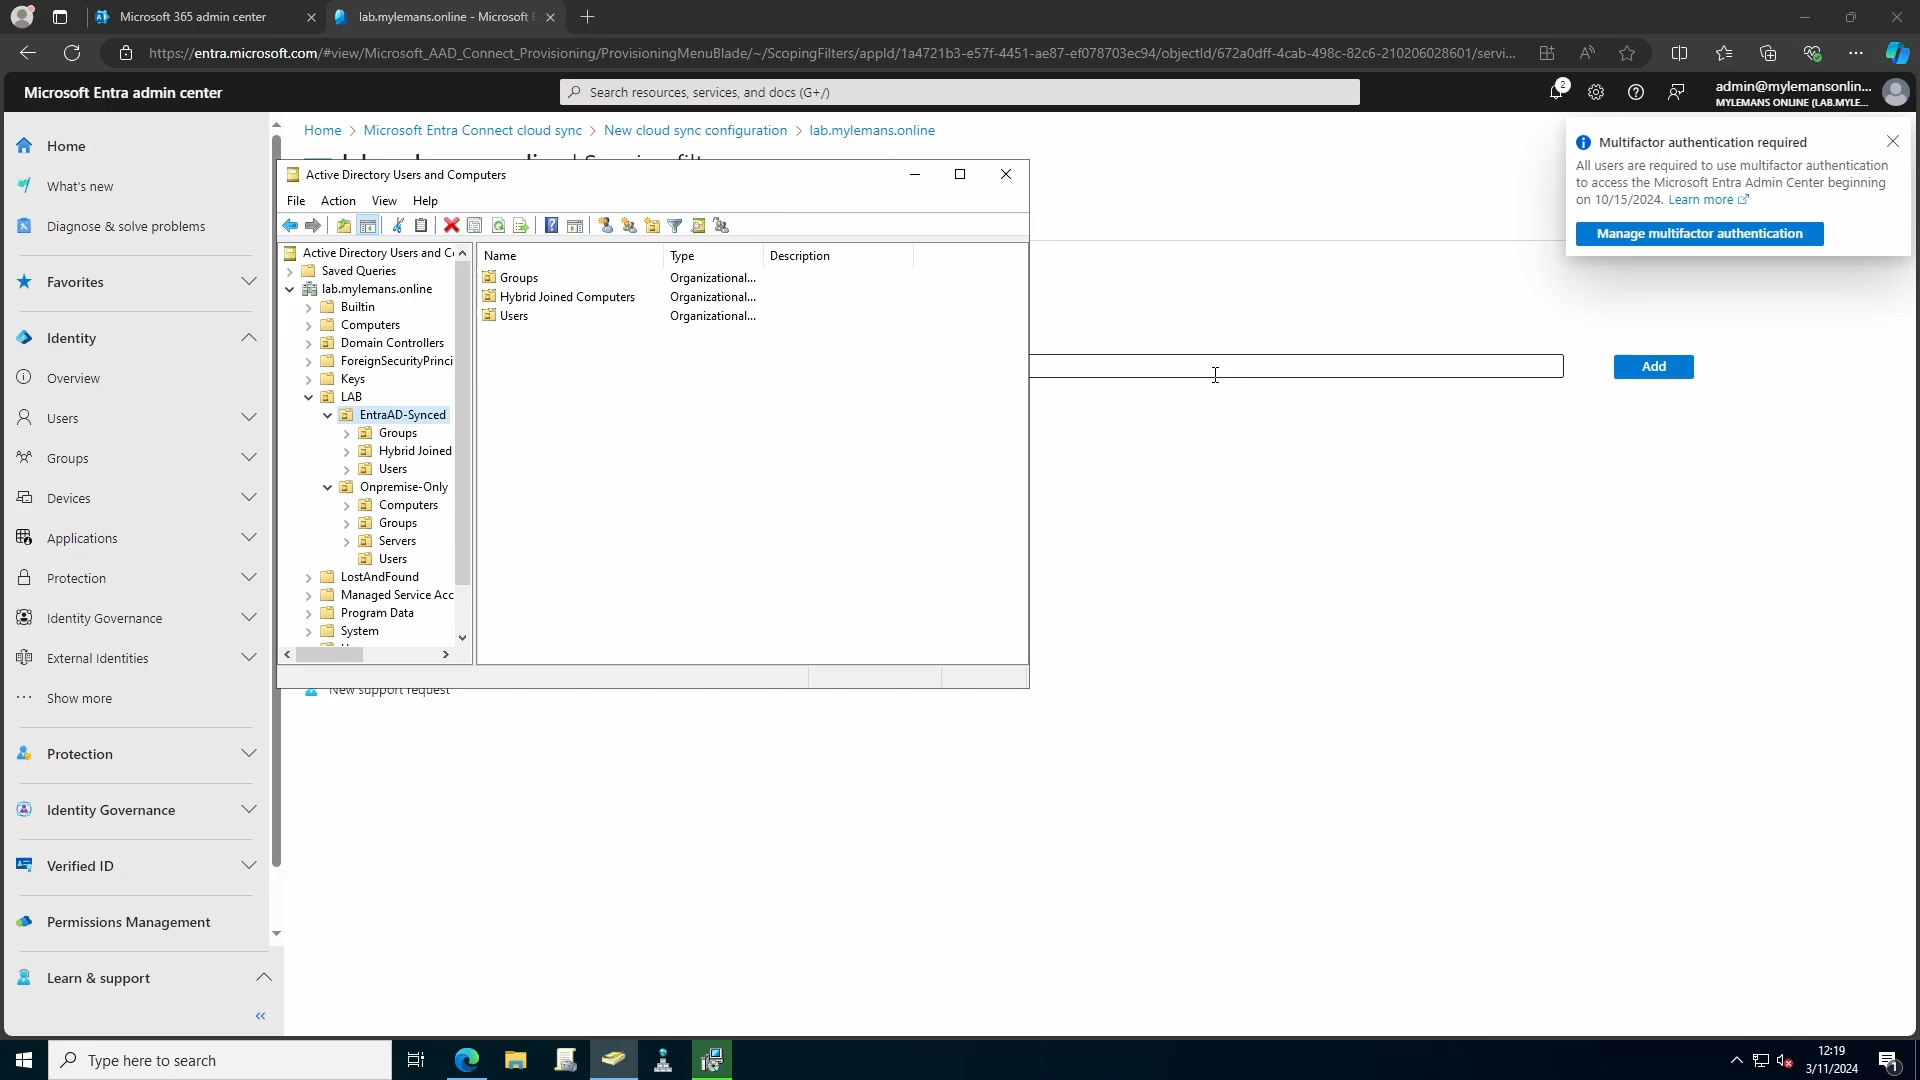 Microsoft 365 admin center
lab.mylemans.online - Microsoft E
https://entra.microsoft.com/#view/Microsoft_AAD_Connect_Provisioning/ProvisioningMenuBlade/~/ScopingFilters/appId/1a4721b3-e57f-4451-ae87-ef078703ec94/objectId/672a0dff-4cab-498c-82c6-210206028601/servi...
Microsoft Entra admin center
Search resources, services, and docs (G+/)
2
admin@mylemansonlin...
MYLEMANS ONLINE (LAB.MYLE...
Home
What's new
Diagnose & solve problems
Favorites
Identity
Overview
Users
Groups
Devices
Applications
Protection
Identity Governance
External Identities
Show more
Protection
Identity Governance
Verified ID
Permissions Management
Learn & support
Home > Microsoft Entra Connect cloud sync > New cloud sync configuration > lab.mylemans.online
Multifactor authentication required
All users are required to use multifactor authentication
to access the Microsoft Entra Admin Center beginning
on 10/15/2024. Learn more
Manage multifactor authentication
Add
Active Directory Users and Computers
File Action View Help
Active Directory Users and Co
Saved Queries
lab.mylemans.online
Builtin
Computers
Domain Controllers
ForeignSecurityPrinci
Keys
LAB
EntraAD-Synced
Groups
Hybrid Joined
Users
Onpremise-Only
Computers
Groups
Servers
Users
LostAndFound
Managed Service Acc
Program Data
System
Name Type Description
Groups Organizational...
Hybrid Joined Computers Organizational...
Users Organizational...
New support request
Type here to search
12:19
3/11/2024
1